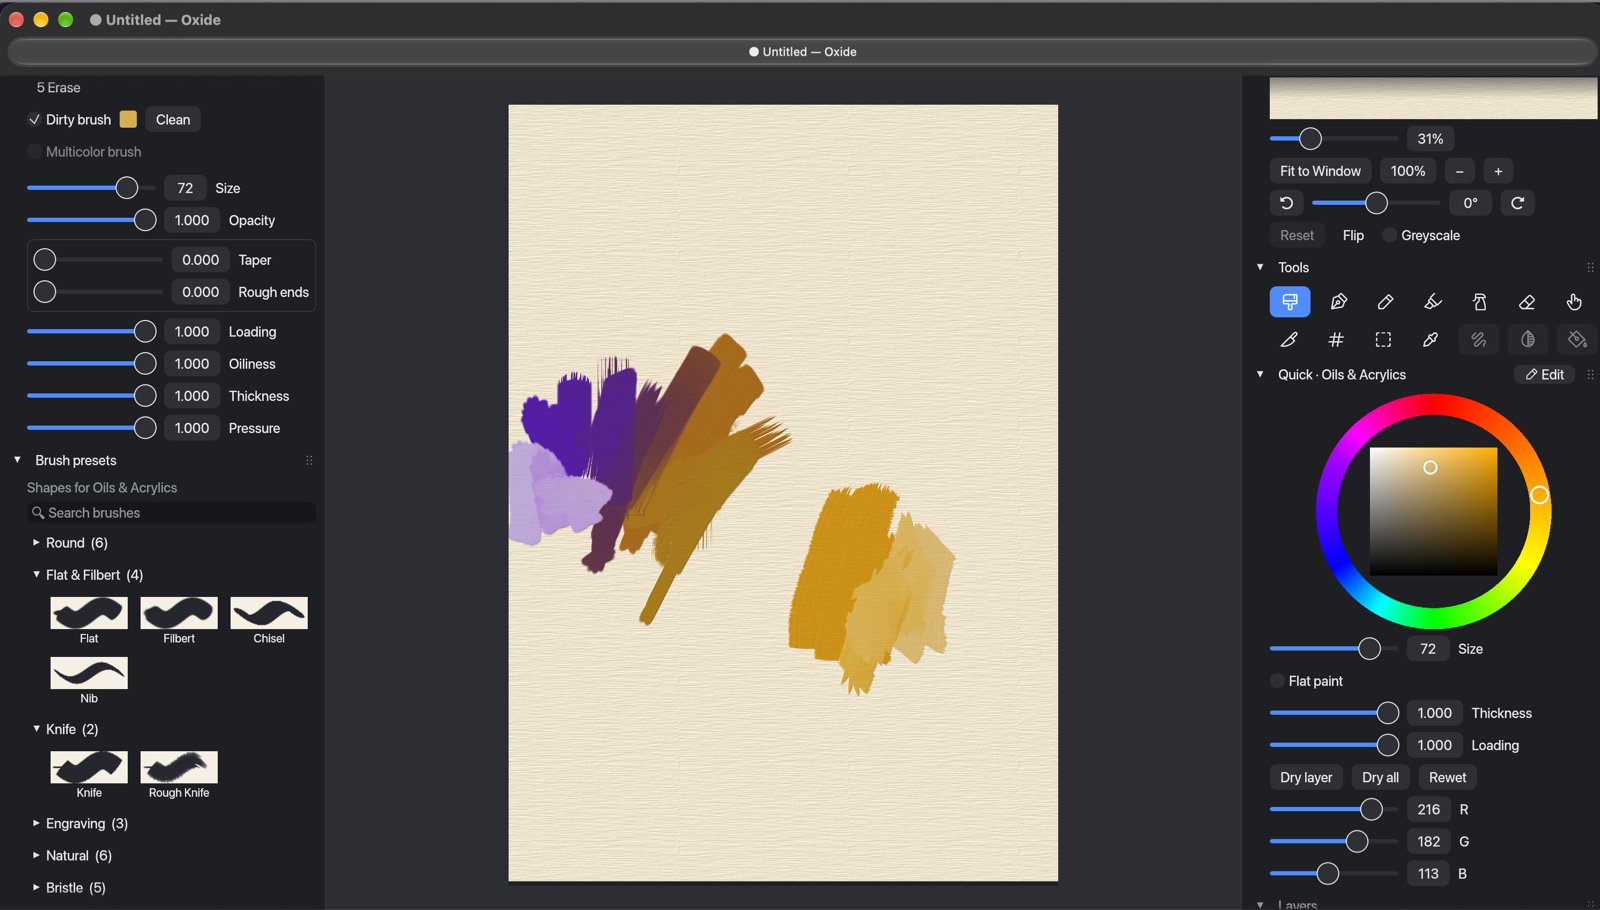 Untitled — Oxide
Untitled — Oxide
5 Erase
Dirty brush
Clean
Multicolor brush
72 Size
1.000 Opacity
0.000 Taper
0.000 Rough ends
1.000 Loading
1.000 Oiliness
1.000 Thickness
1.000 Pressure
Brush presets
Shapes for Oils & Acrylics
Search brushes
Round (6)
Flat & Filbert (4)
Flat
Filbert
Chisel
Nib
Knife (2)
Knife
Rough Knife
Engraving (3)
Natural (6)
Bristle (5)
31%
Fit to Window
100%
−
+
0°
Reset
Flip
Greyscale
Tools
Quick · Oils & Acrylics
Edit
72 Size
Flat paint
1.000 Thickness
1.000 Loading
Dry layer
Dry all
Rewet
216 R
182 G
113 B
Layers